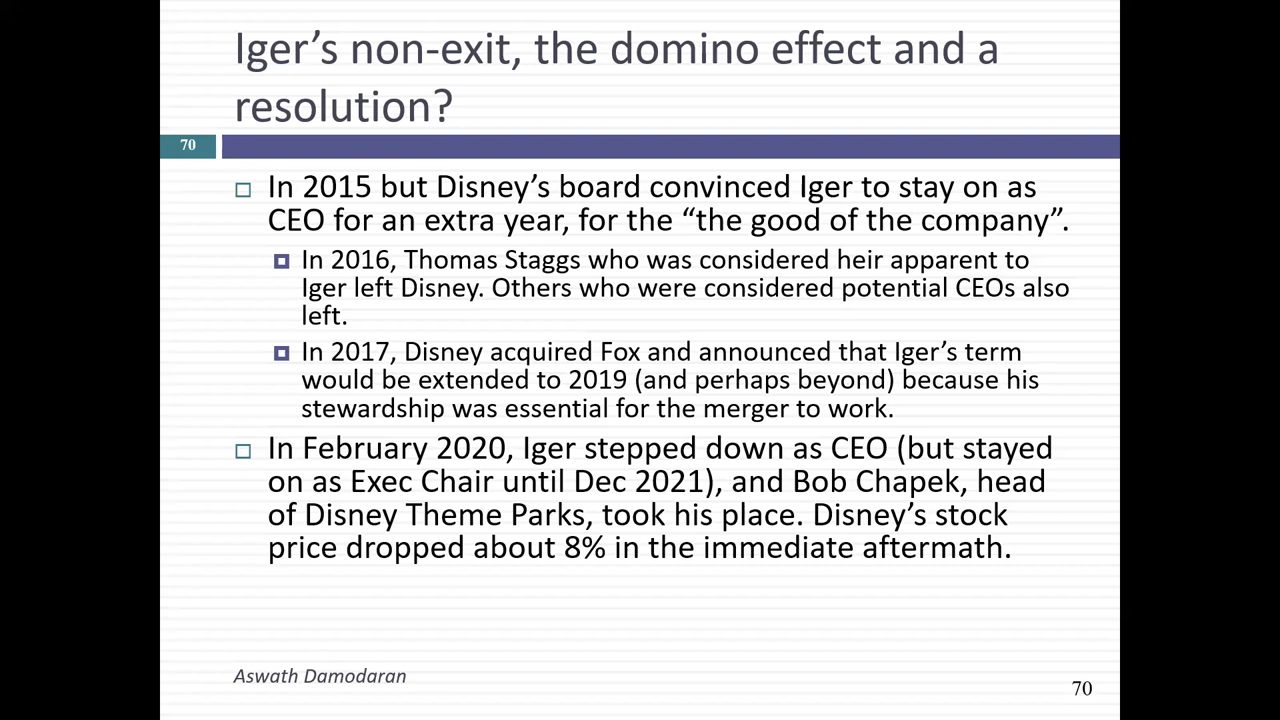 Iger’s non-exit, the domino effect and a
resolution?
70
In 2015 but Disney’s board convinced Iger to stay on as
CEO for an extra year, for the “the good of the company”.
In 2016, Thomas Staggs who was considered heir apparent to
Iger left Disney. Others who were considered potential CEOs also
left.
In 2017, Disney acquired Fox and announced that Iger’s term
would be extended to 2019 (and perhaps beyond) because his
stewardship was essential for the merger to work.
In February 2020, Iger stepped down as CEO (but stayed
on as Exec Chair until Dec 2021), and Bob Chapek, head
of Disney Theme Parks, took his place. Disney’s stock
price dropped about 8% in the immediate aftermath.
Aswath Damodaran
70